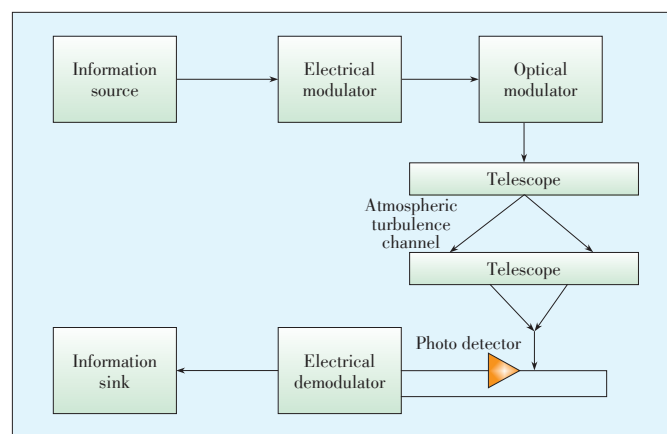 Information
source
Electrical
modulator
Optical
modulator
Telescope
Atmospheric
turbulence
channel
Telescope
Photo detector
Information
sink
Electrical
demodulator